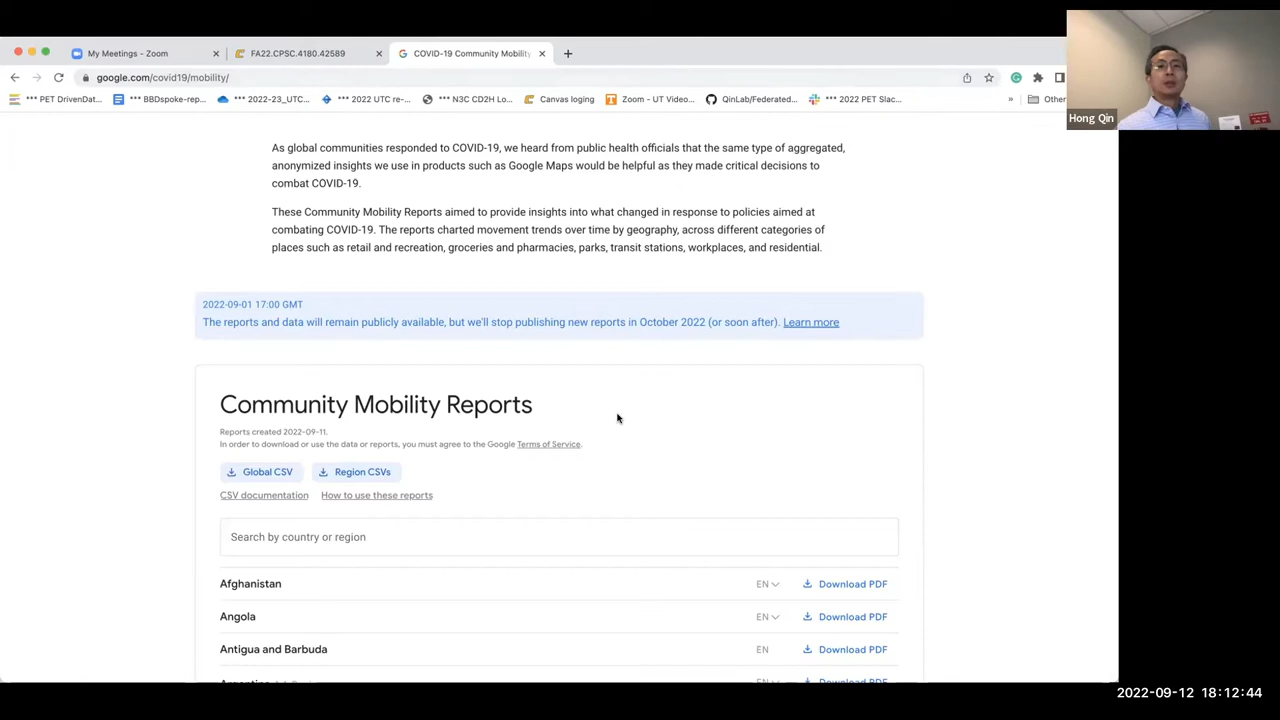 My Meetings - Zoom
FA22.CPSC.4180.42589
COVID-19 Community Mobility
google.com/covid19/mobility/
*** PET DrivenDat...
*** BBDspoke-rep...
*** 2022-23_UTC...
*** 2022 UTC re-...
*** N3C CD2H Lo...
Canvas loging
Zoom - UT Video...
QinLab/Federated...
*** 2022 PET Slac...
»
Other
Hong Qin
As global communities responded to COVID-19, we heard from public health officials that the same type of aggregated,
anonymized insights we use in products such as Google Maps would be helpful as they made critical decisions to
combat COVID-19.
These Community Mobility Reports aimed to provide insights into what changed in response to policies aimed at
combating COVID-19. The reports charted movement trends over time by geography, across different categories of
places such as retail and recreation, groceries and pharmacies, parks, transit stations, workplaces, and residential.
2022-09-01 17:00 GMT
The reports and data will remain publicly available, but we'll stop publishing new reports in October 2022 (or soon after). Learn more
Community Mobility Reports
Reports created 2022-09-11.
In order to download or use the data or reports, you must agree to the Google Terms of Service.
Global CSV
Region CSVs
CSV documentation
How to use these reports
Search by country or region
Afghanistan EN Download PDF
Angola EN Download PDF
Antigua and Barbuda EN Download PDF
2022-09-12 18:12:44